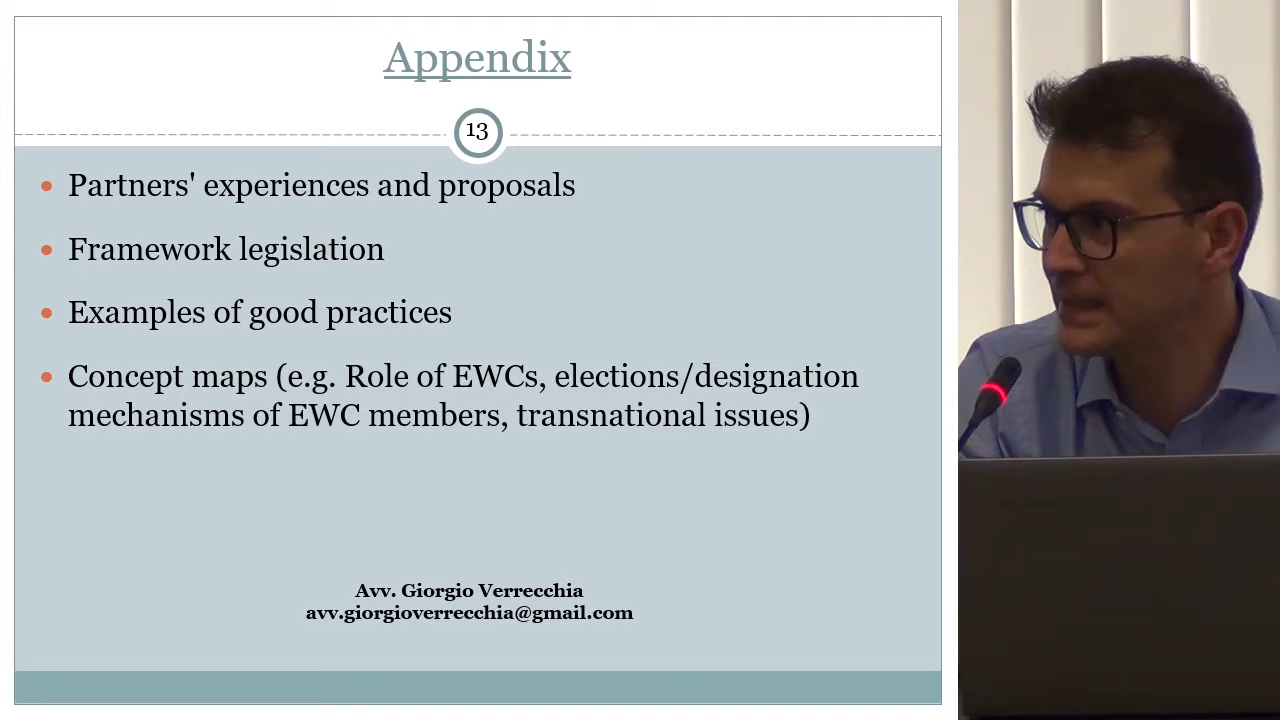 Appendix
13
Partners' experiences and proposals
Framework legislation
Examples of good practices
Concept maps (e.g. Role of EWCs, elections/designation
mechanisms of EWC members, transnational issues)
Avv. Giorgio Verrecchia
avv.giorgioverrecchia@gmail.com